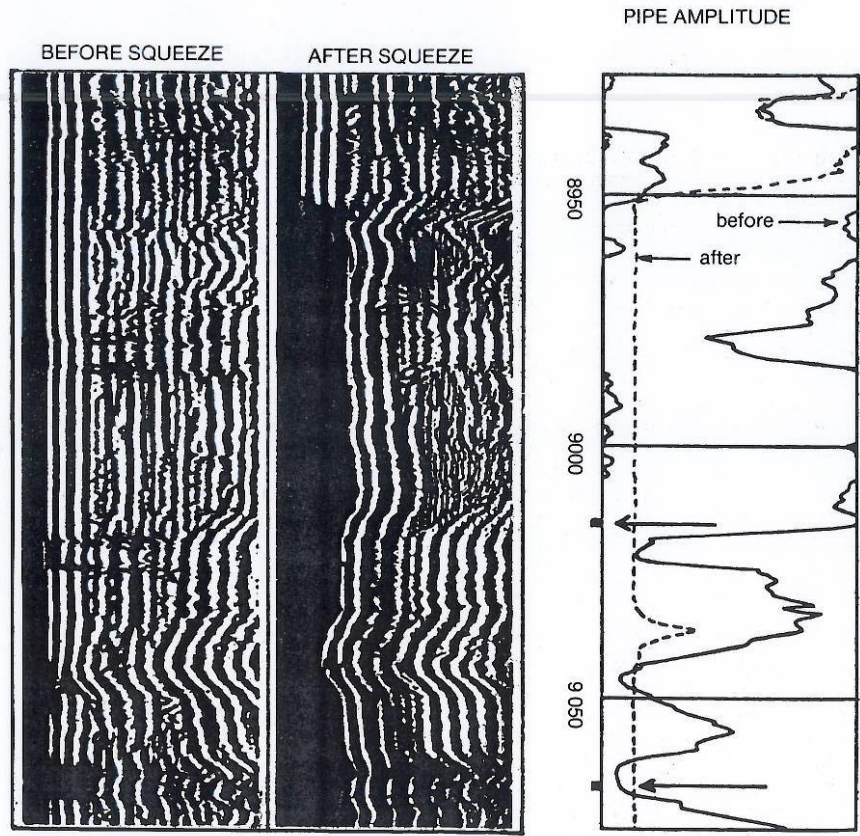 PIPE AMPLITUDE
BEFORE SQUEEZE
AFTER SQUEEZE
8950
before
after
9000
9050